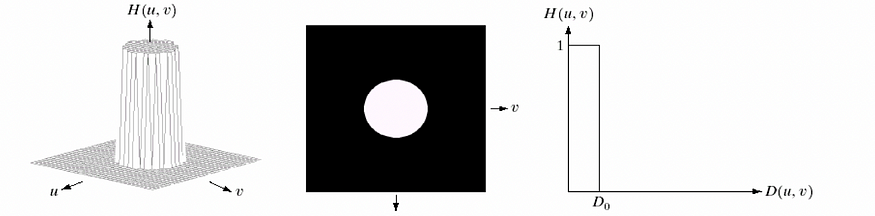 H(u, v)
u
v
v
H(u, v)
1
D₀
D(u, v)